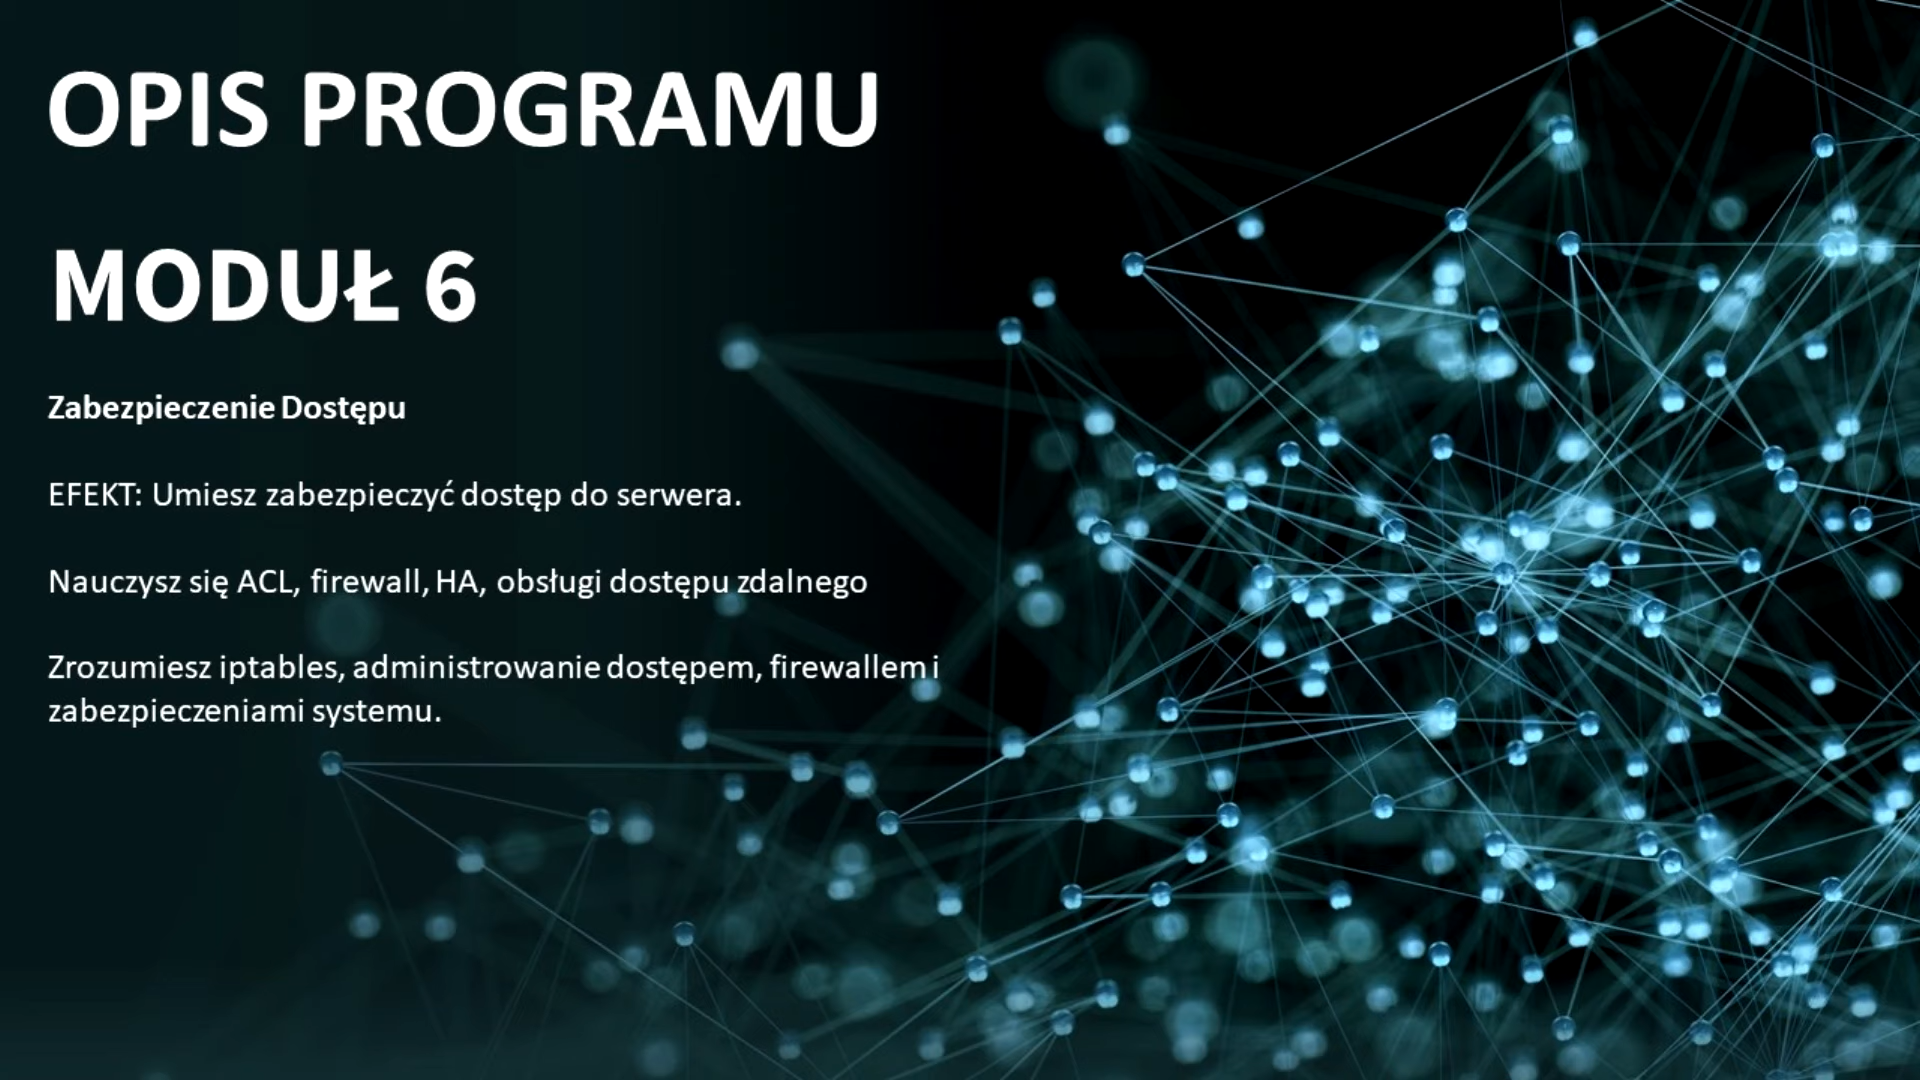 OPIS PROGRAMU
MODUŁ 6
Zabezpieczenie Dostępu
EFEKT: Umiesz zabezpieczyć dostęp do serwera.
Nauczysz się ACL, firewall, HA, obsługi dostępu zdalnego
Zrozumiesz iptables, administrowanie dostępem, firewallem i
zabezpieczeniami systemu.